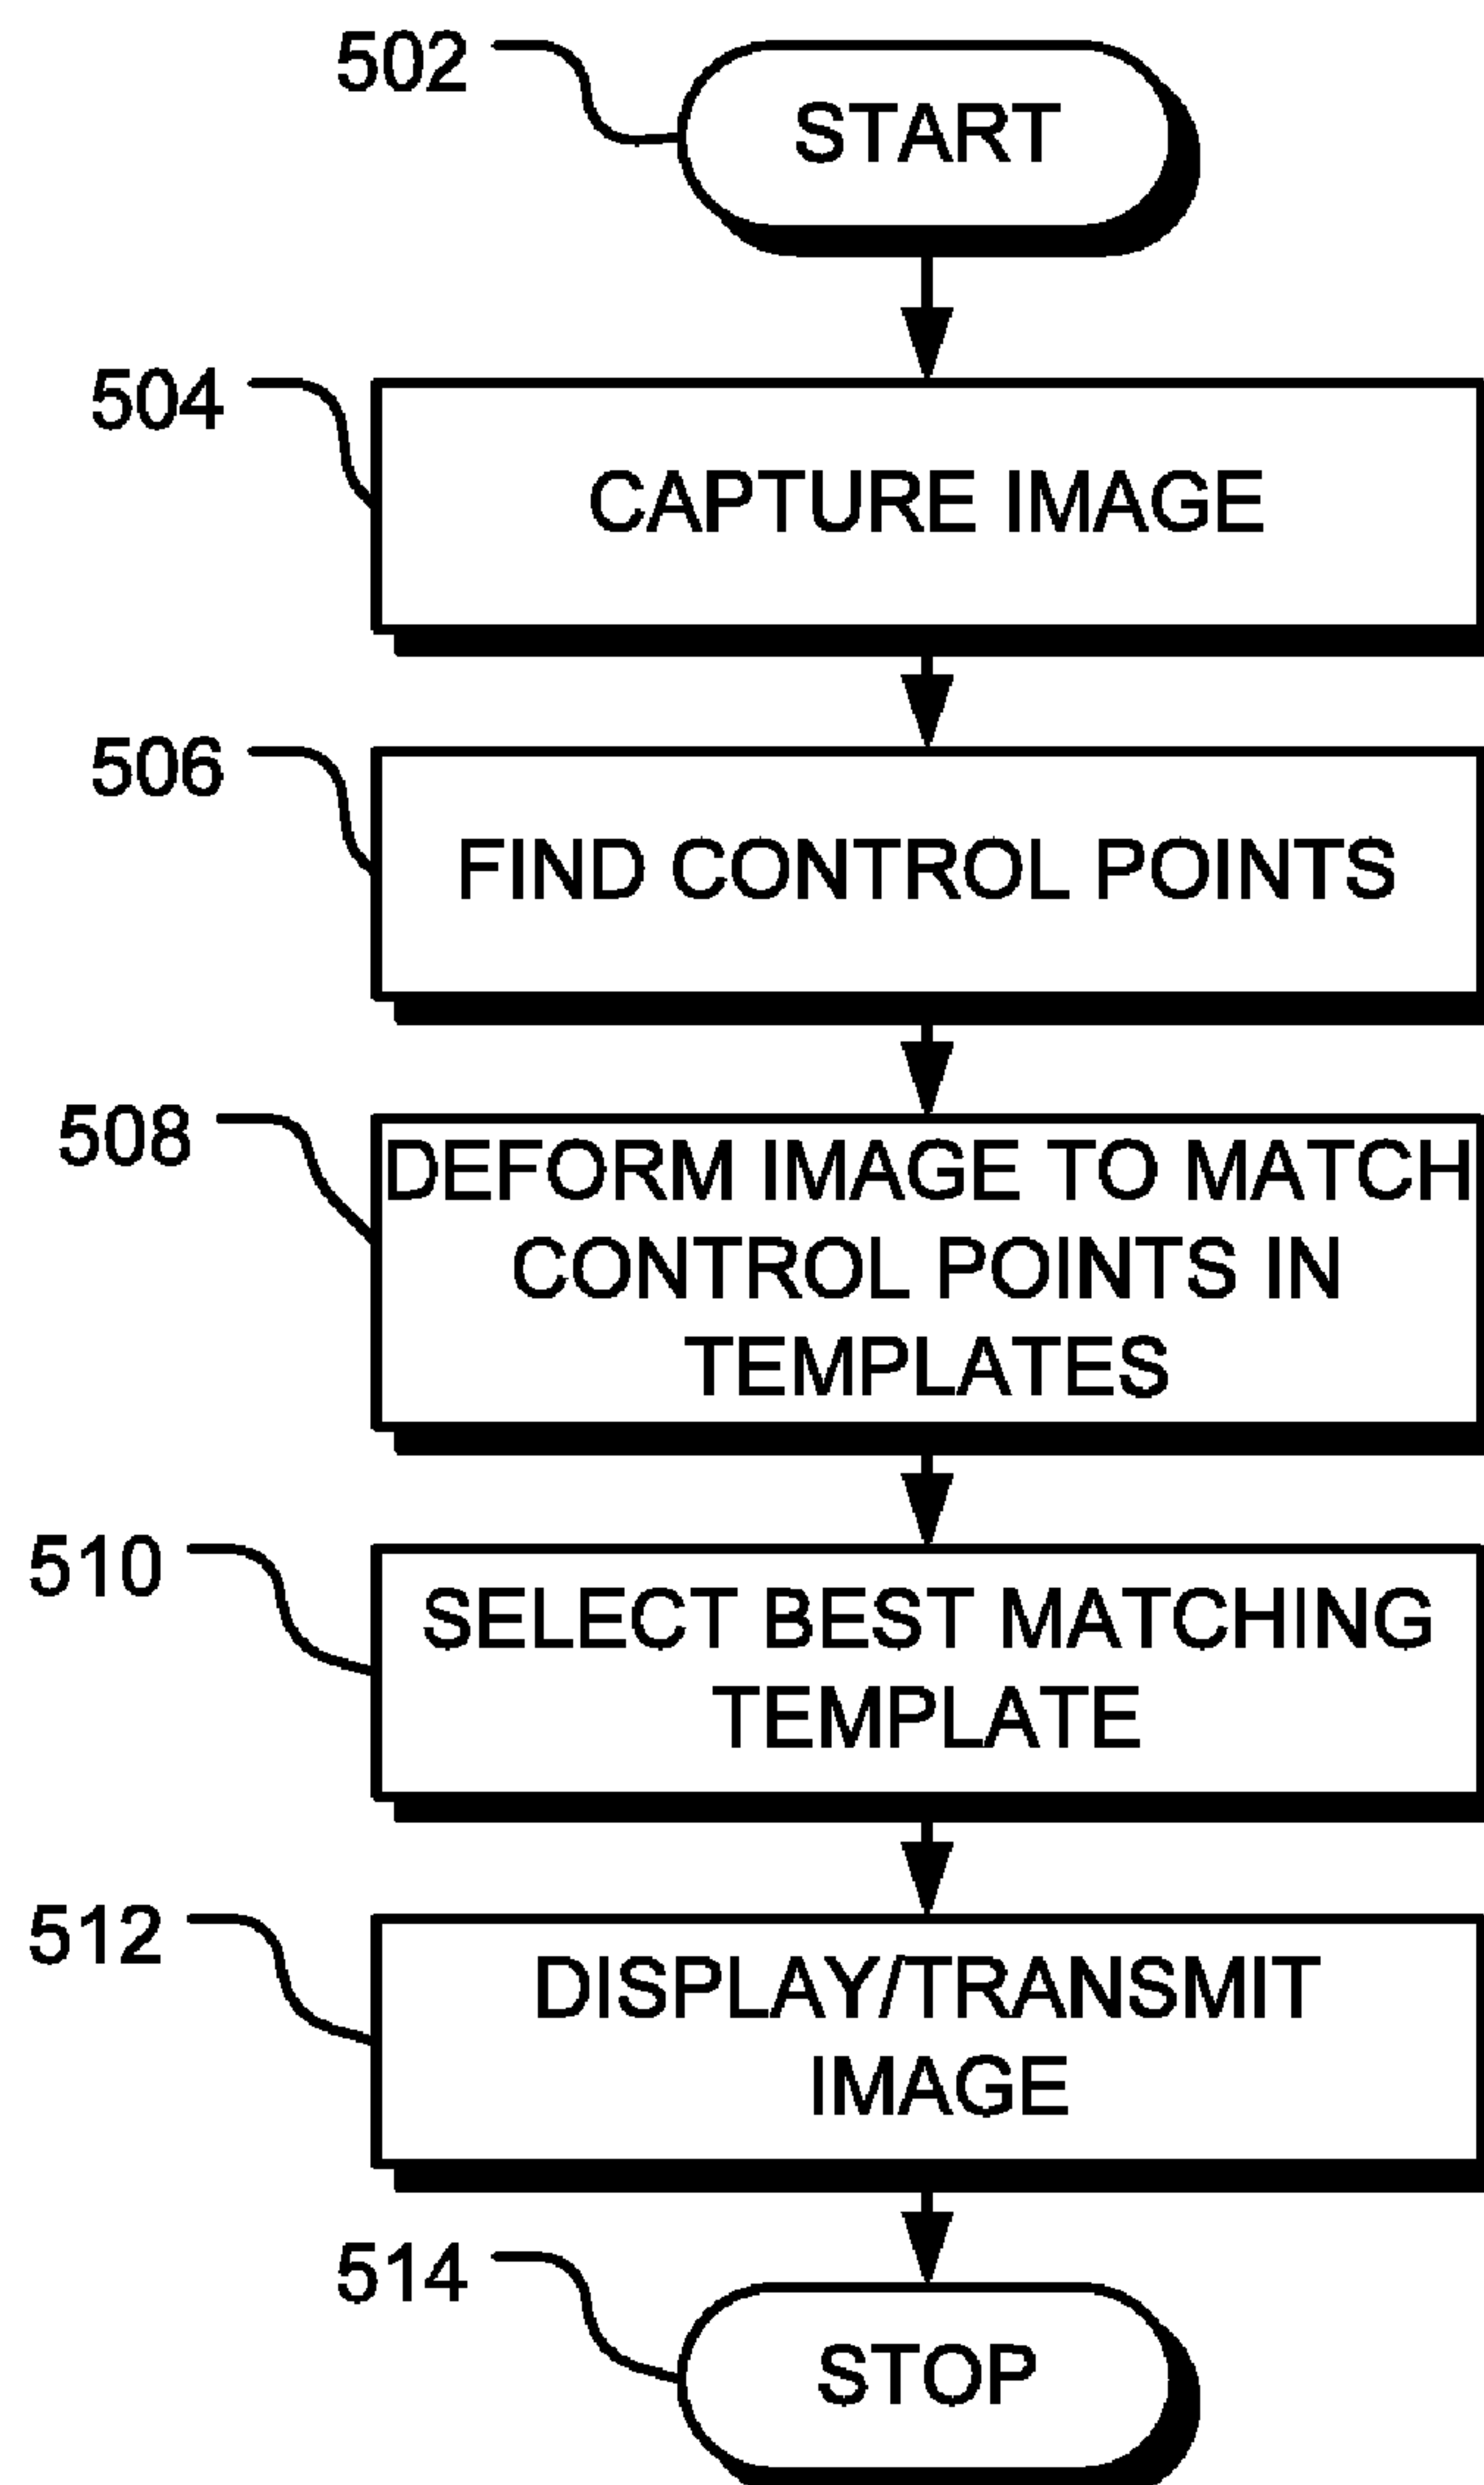 502
START
504
CAPTURE IMAGE
506
FIND CONTROL POINTS
508
DEFORM IMAGE TO MATCH
CONTROL POINTS IN
TEMPLATES
510
SELECT BEST MATCHING
TEMPLATE
512
DISPLAY/TRANSMIT
IMAGE
514
STOP